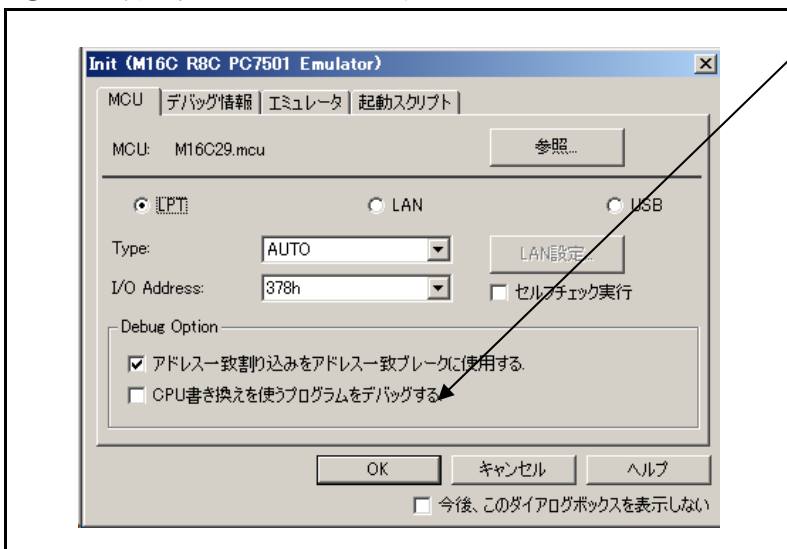 Init (M16C R8C PC7501 Emulator)
MCU デバッグ情報 エミュレータ 起動スクリプト
MCU: M16C29.mcu 参照...
LPT LAN USB
Type: AUTO LAN設定...
I/O Address: 378h セルフチェック実行
Debug Option
アドレス一致割り込みをアドレス一致ブレークに使用する.
CPU書き換えを使うプログラムをデバッグする
OK キャンセル ヘルプ
今後、このダイアログボックスを表示しない